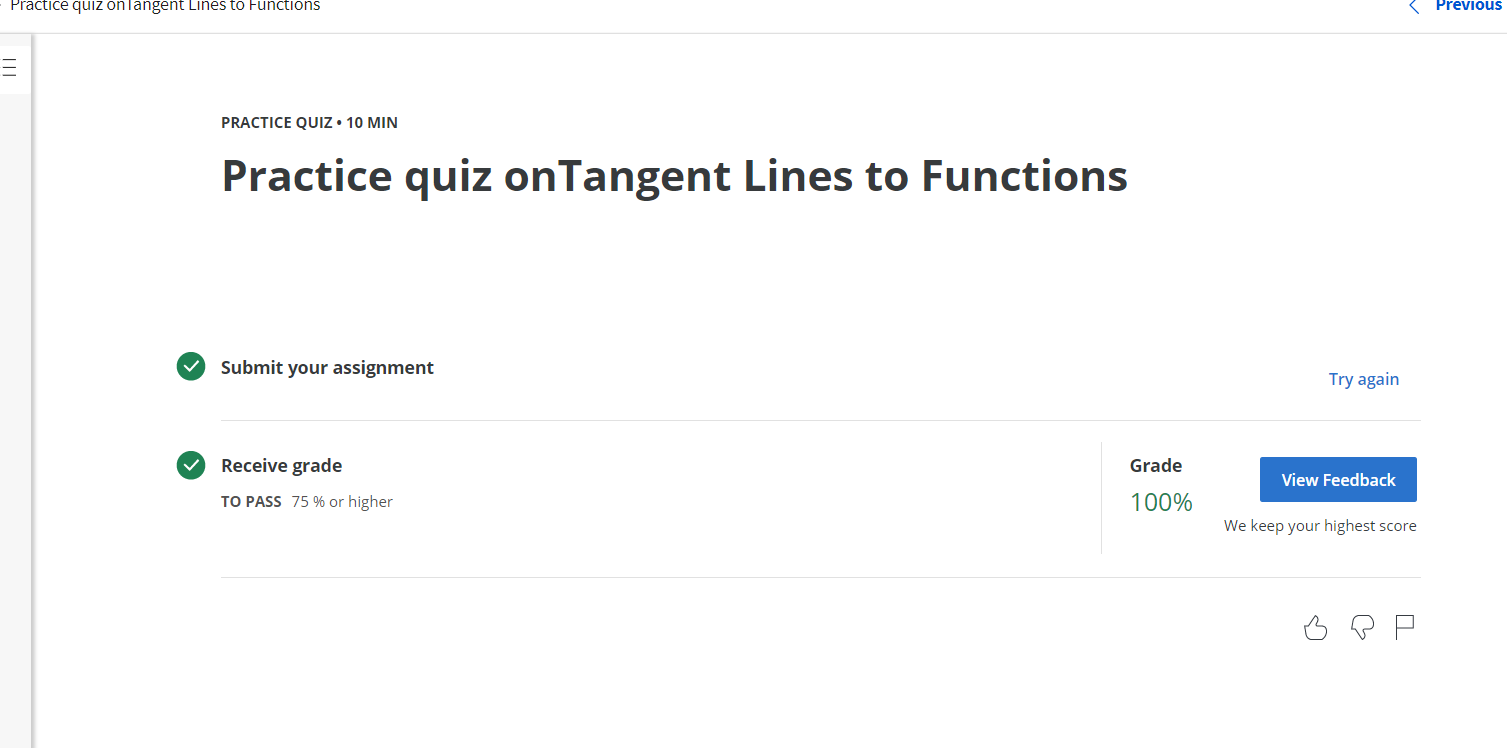 Practice quiz onTangent Lines to Functions
Previous
PRACTICE QUIZ • 10 MIN
Practice quiz onTangent Lines to Functions
Submit your assignment
Try again
Receive grade
TO PASS 75 % or higher
Grade
100%
View Feedback
We keep your highest score